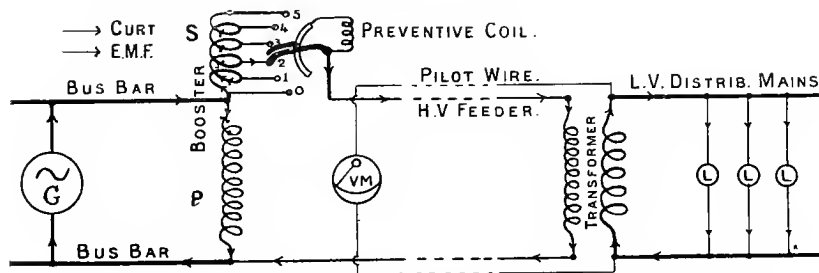 CURT
E.M.F.
S
5
4
3
2
1
0
PREVENTIVE COIL.
BUS BAR
BOOSTER
PILOT WIRE.
L.V. DISTRIB. MAINS
H.V FEEDER.
G
P
VM
TRANSFORMER
L L L
BUS BAR